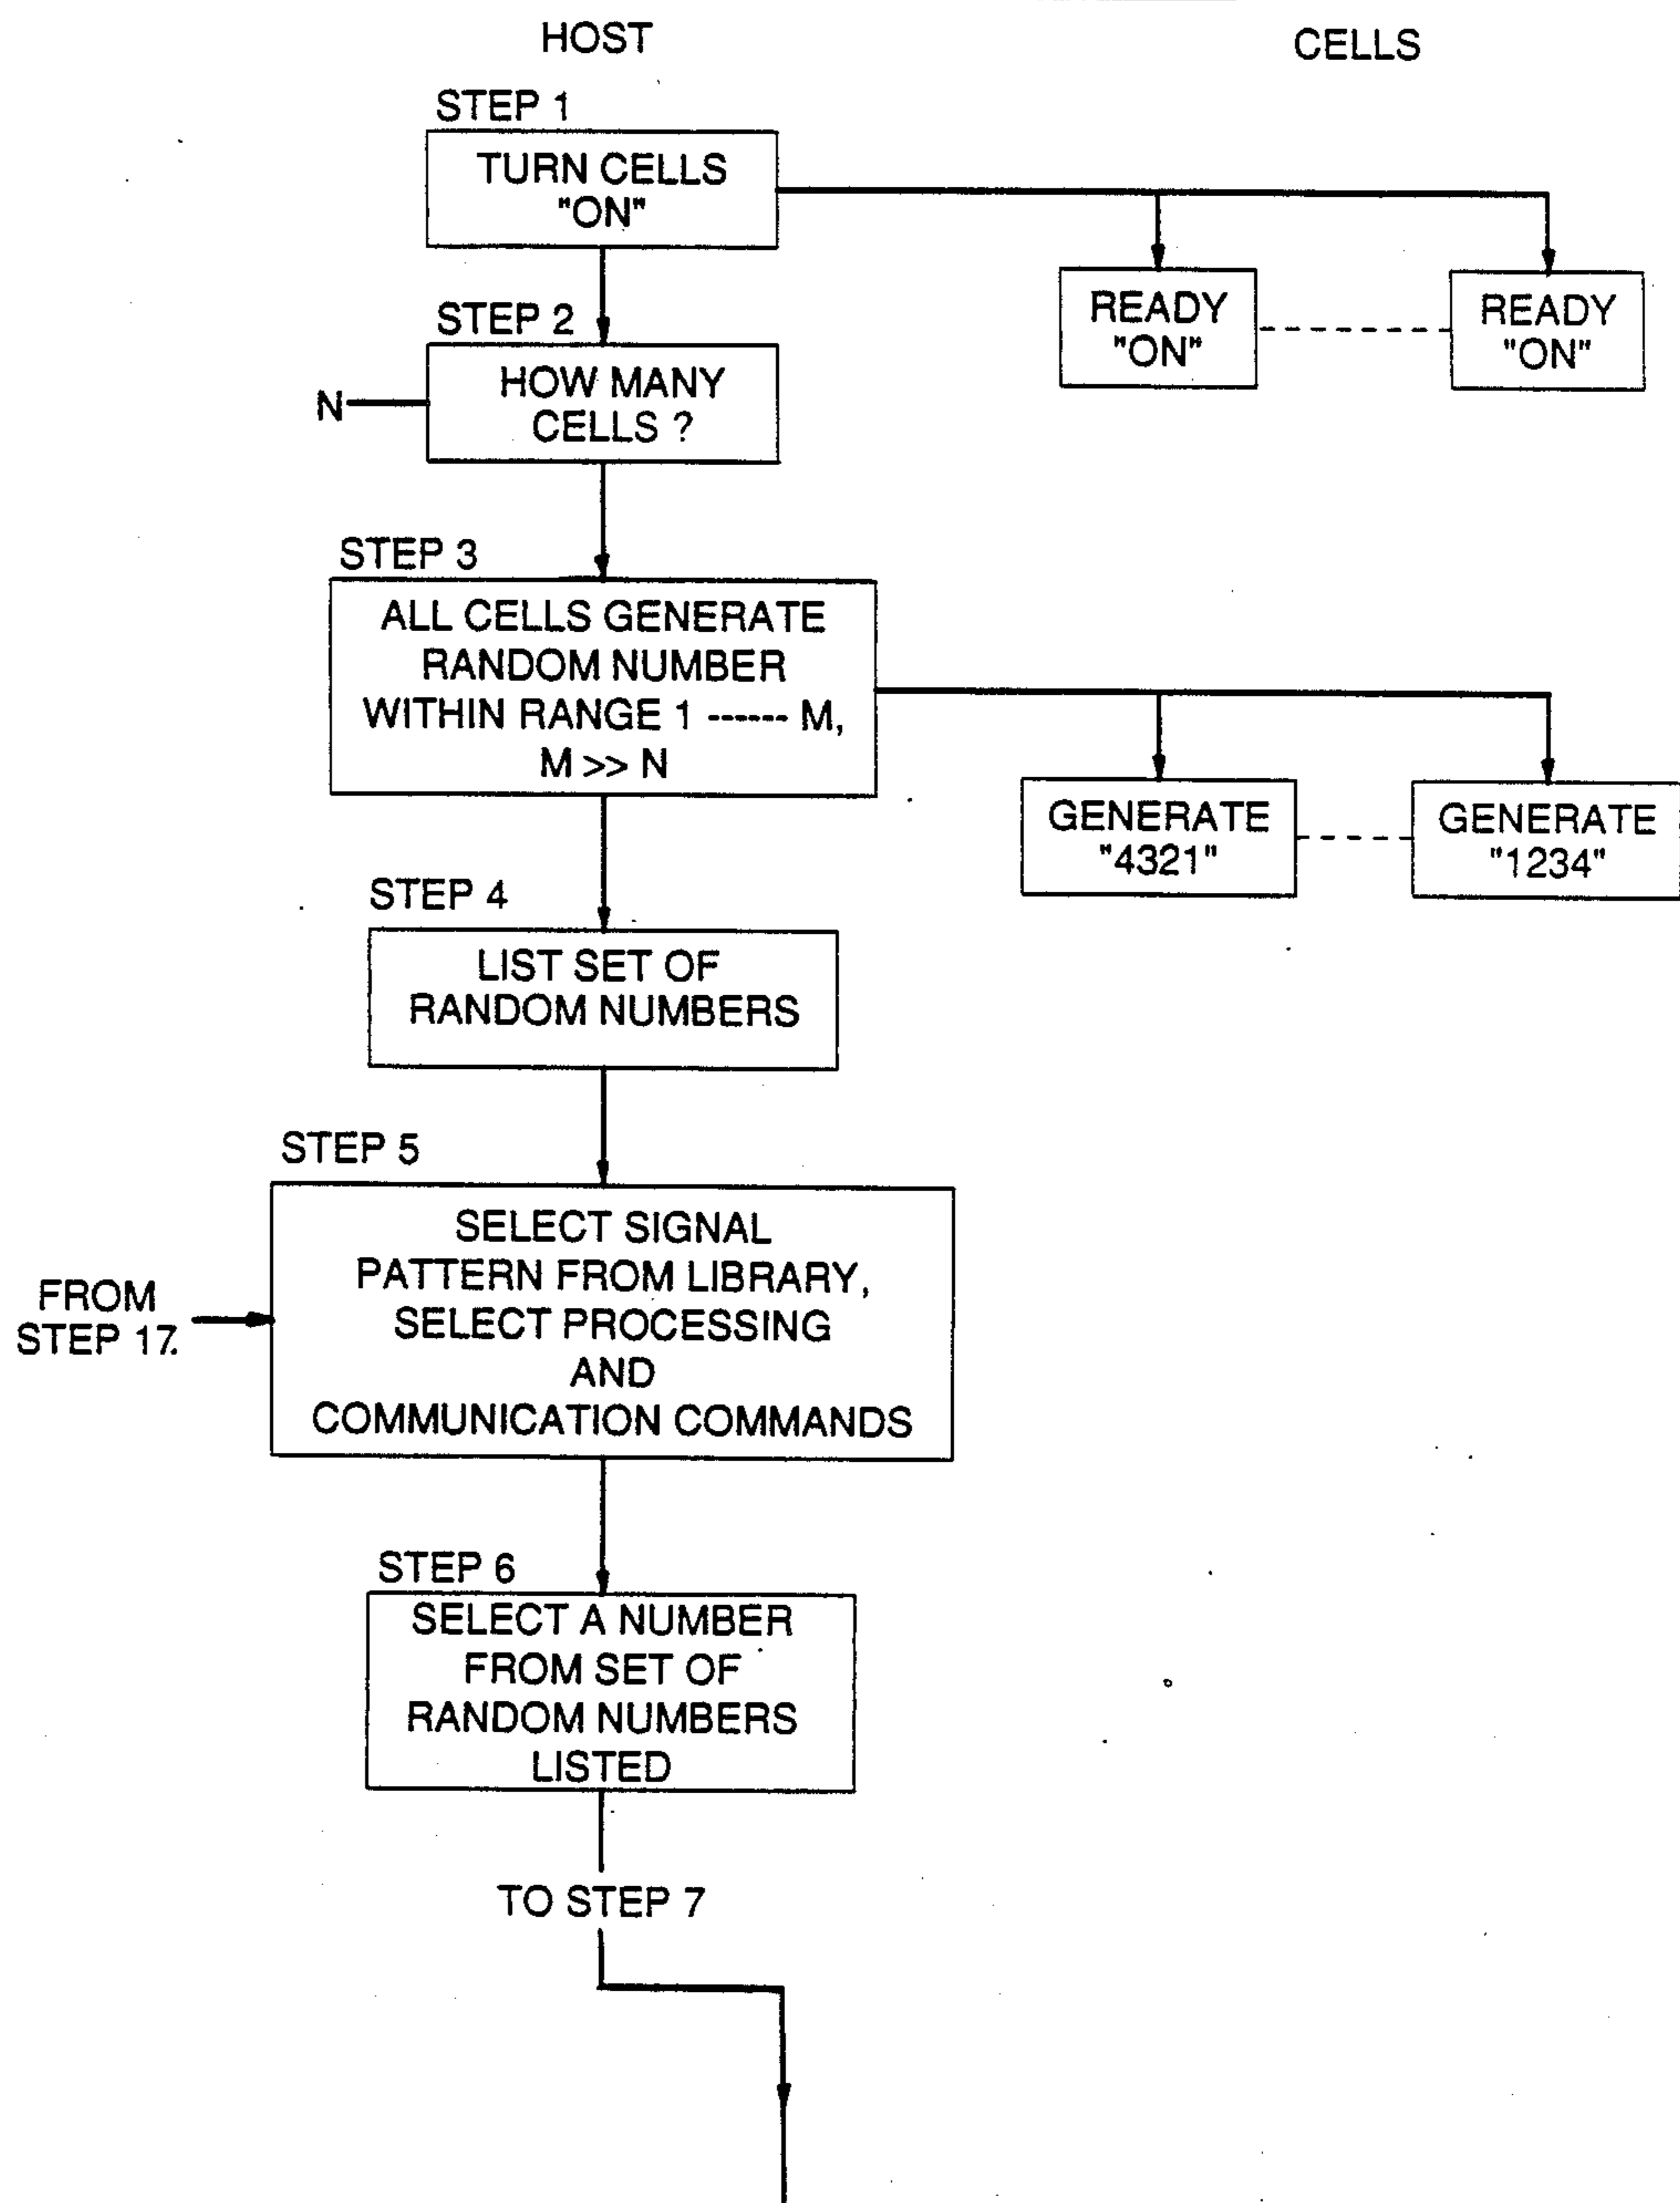 HOST
CELLS
STEP 1
TURN CELLS
"ON"
READY
"ON"
READY
"ON"
STEP 2
HOW MANY
CELLS ?
N
STEP 3
ALL CELLS GENERATE
RANDOM NUMBER
WITHIN RANGE 1 ------ M,
M >> N
GENERATE
"4321"
GENERATE
"1234"
STEP 4
LIST SET OF
RANDOM NUMBERS
STEP 5
SELECT SIGNAL
PATTERN FROM LIBRARY,
SELECT PROCESSING
AND
COMMUNICATION COMMANDS
FROM
STEP 17.
STEP 6
SELECT A NUMBER
FROM SET OF
RANDOM NUMBERS
LISTED
TO STEP 7